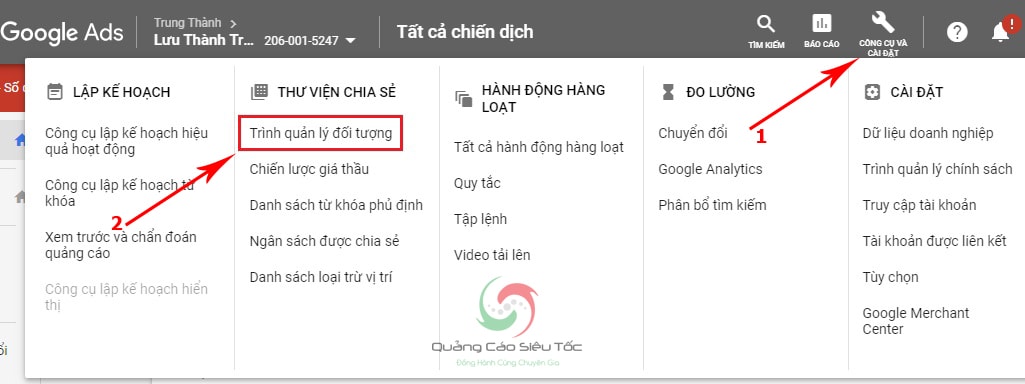 Google Ads
Trung Thành
Lưu Thành Tr... 206-001-5247
Tất cả chiến dịch
TÌM KIẾM
BÁO CÁO
CÔNG CỤ VÀ
CÀI ĐẶT
?
!
Số d
LẬP KẾ HOẠCH
Công cụ lập kế hoạch hiệu
quả hoạt động
Công cụ lập kế hoạch từ
khóa
Xem trước và chẩn đoán
quảng cáo
Công cụ lập kế hoạch hiển
thị
THƯ VIỆN CHIA SẺ
Trình quản lý đối tượng
Chiến lược giá thầu
Danh sách từ khóa phủ định
Ngân sách được chia sẻ
Danh sách loại trừ vị trí
2
HÀNH ĐỘNG HÀNG
LOẠT
Tất cả hành động hàng loạt
Quy tắc
Tập lệnh
Video tải lên
ĐO LƯỜNG
Chuyển đổi
Google Analytics
Phân bổ tìm kiếm
1
CÀI ĐẶT
Dữ liệu doanh nghiệp
Trình quản lý chính sách
Truy cập tài khoản
Tài khoản được liên kết
Tùy chọn
Google Merchant
Center
Quảng Cáo Siêu Tốc
Đồng Hành Cùng Chuyên Gia